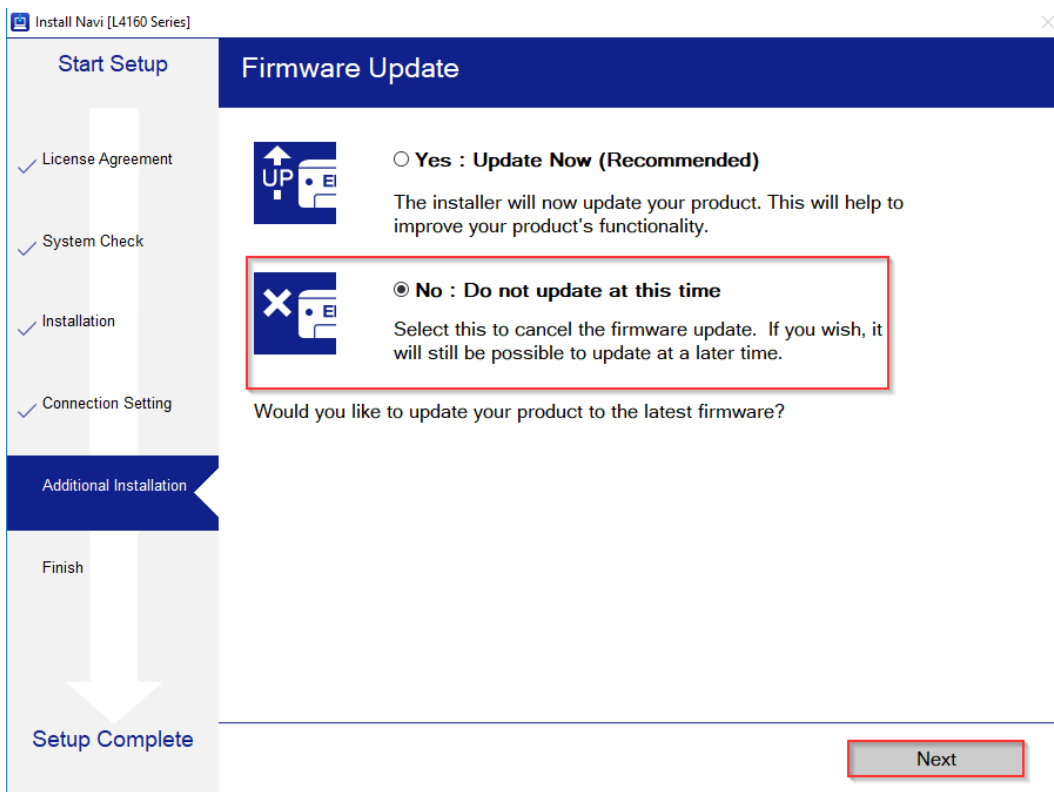 Install Navi [L4160 Series]
Start Setup
Firmware Update
License Agreement
System Check
Installation
Connection Setting
Additional Installation
Finish
Setup Complete
UP
El
Yes : Update Now (Recommended)
The installer will now update your product. This will help to
improve your product's functionality.
El
No : Do not update at this time
Select this to cancel the firmware update.  If you wish, it
will still be possible to update at a later time.
Would you like to update your product to the latest firmware?
Next